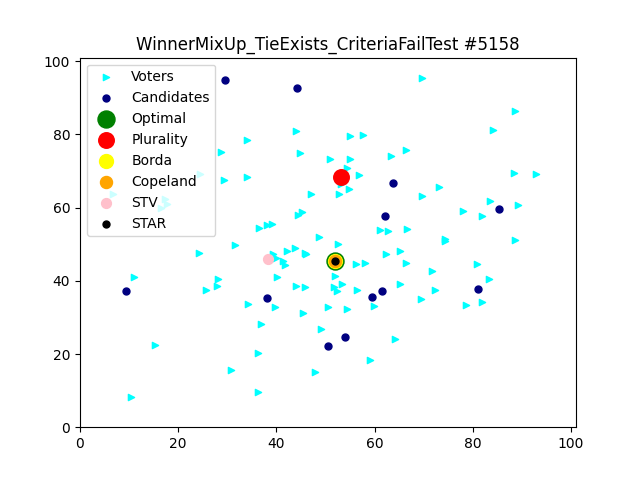 WinnerMixUp_TieExists_CriteriaFailTest #5158
Voters
Candidates
Optimal
Plurality
Borda
Copeland
STV
STAR
100
80
60
40
20
0
0 20 40 60 80 100